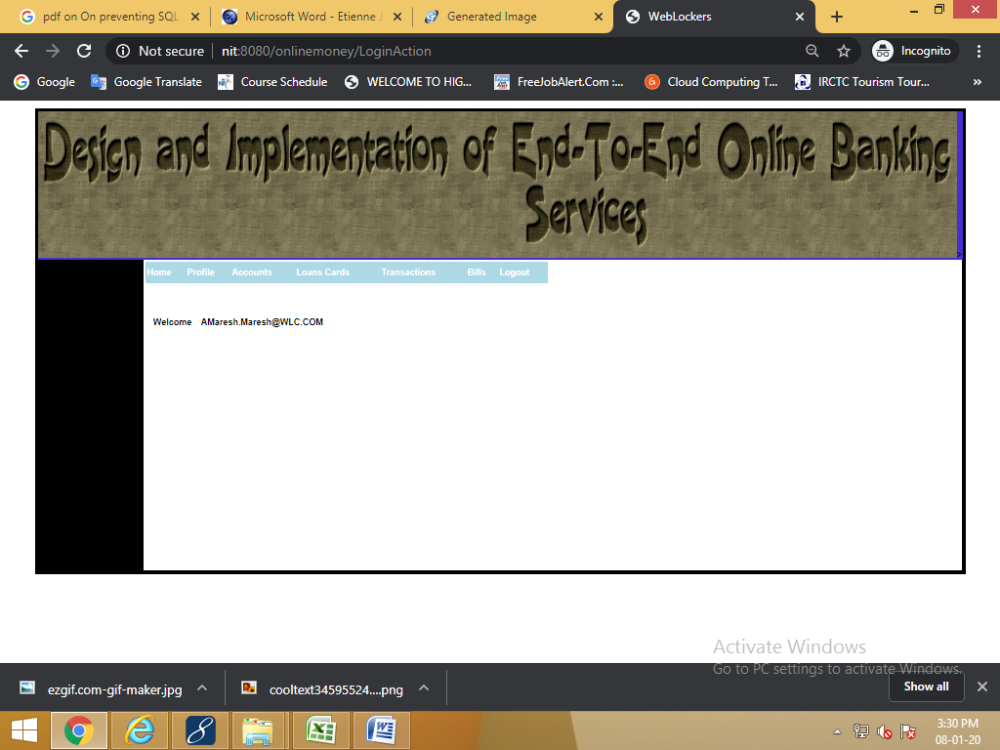 pdf on On preventing SQL
Microsoft Word - Etienne J
Generated Image
WebLockers
Not secure
nit:8080/onlinemoney/LoginAction
Incognito
Google
Google Translate
Course Schedule
WELCOME TO HIG...
FreeJobAlert.Com :...
Cloud Computing T...
IRCTC Tourism Tour...
»
Design and Implementation of End-To-End Online Banking
Services
>
Home Profile Accounts Loans Cards Transactions Bills Logout
Welcome AMaresh.Maresh@WLC.COM
Activate Windows
Go to PC settings to activate Windows.
ezgif.com-gif-maker.jpg
cooltext34595524....png
Show all
3:30 PM
08-01-20